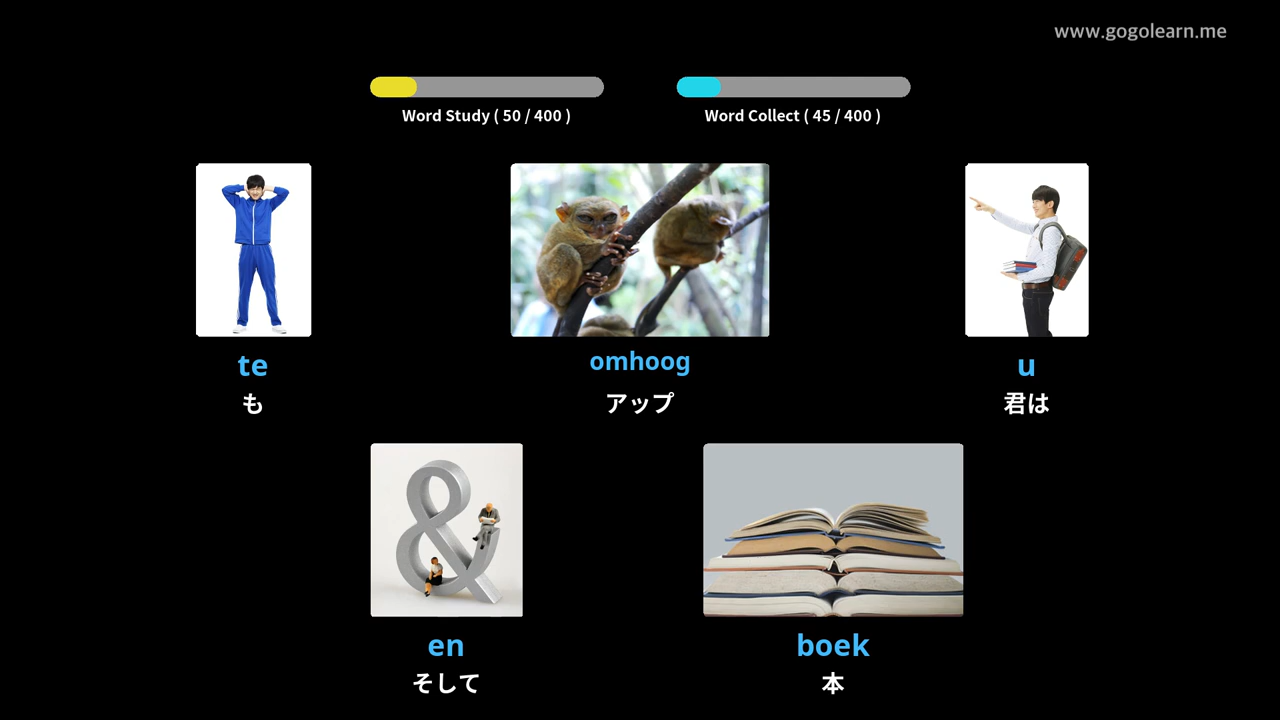 www.gogolearn.me
Word Study ( 50 / 400 )
Word Collect ( 45 / 400 )
te
も
omhoog
アップ
u
君は
en
そして
boek
本